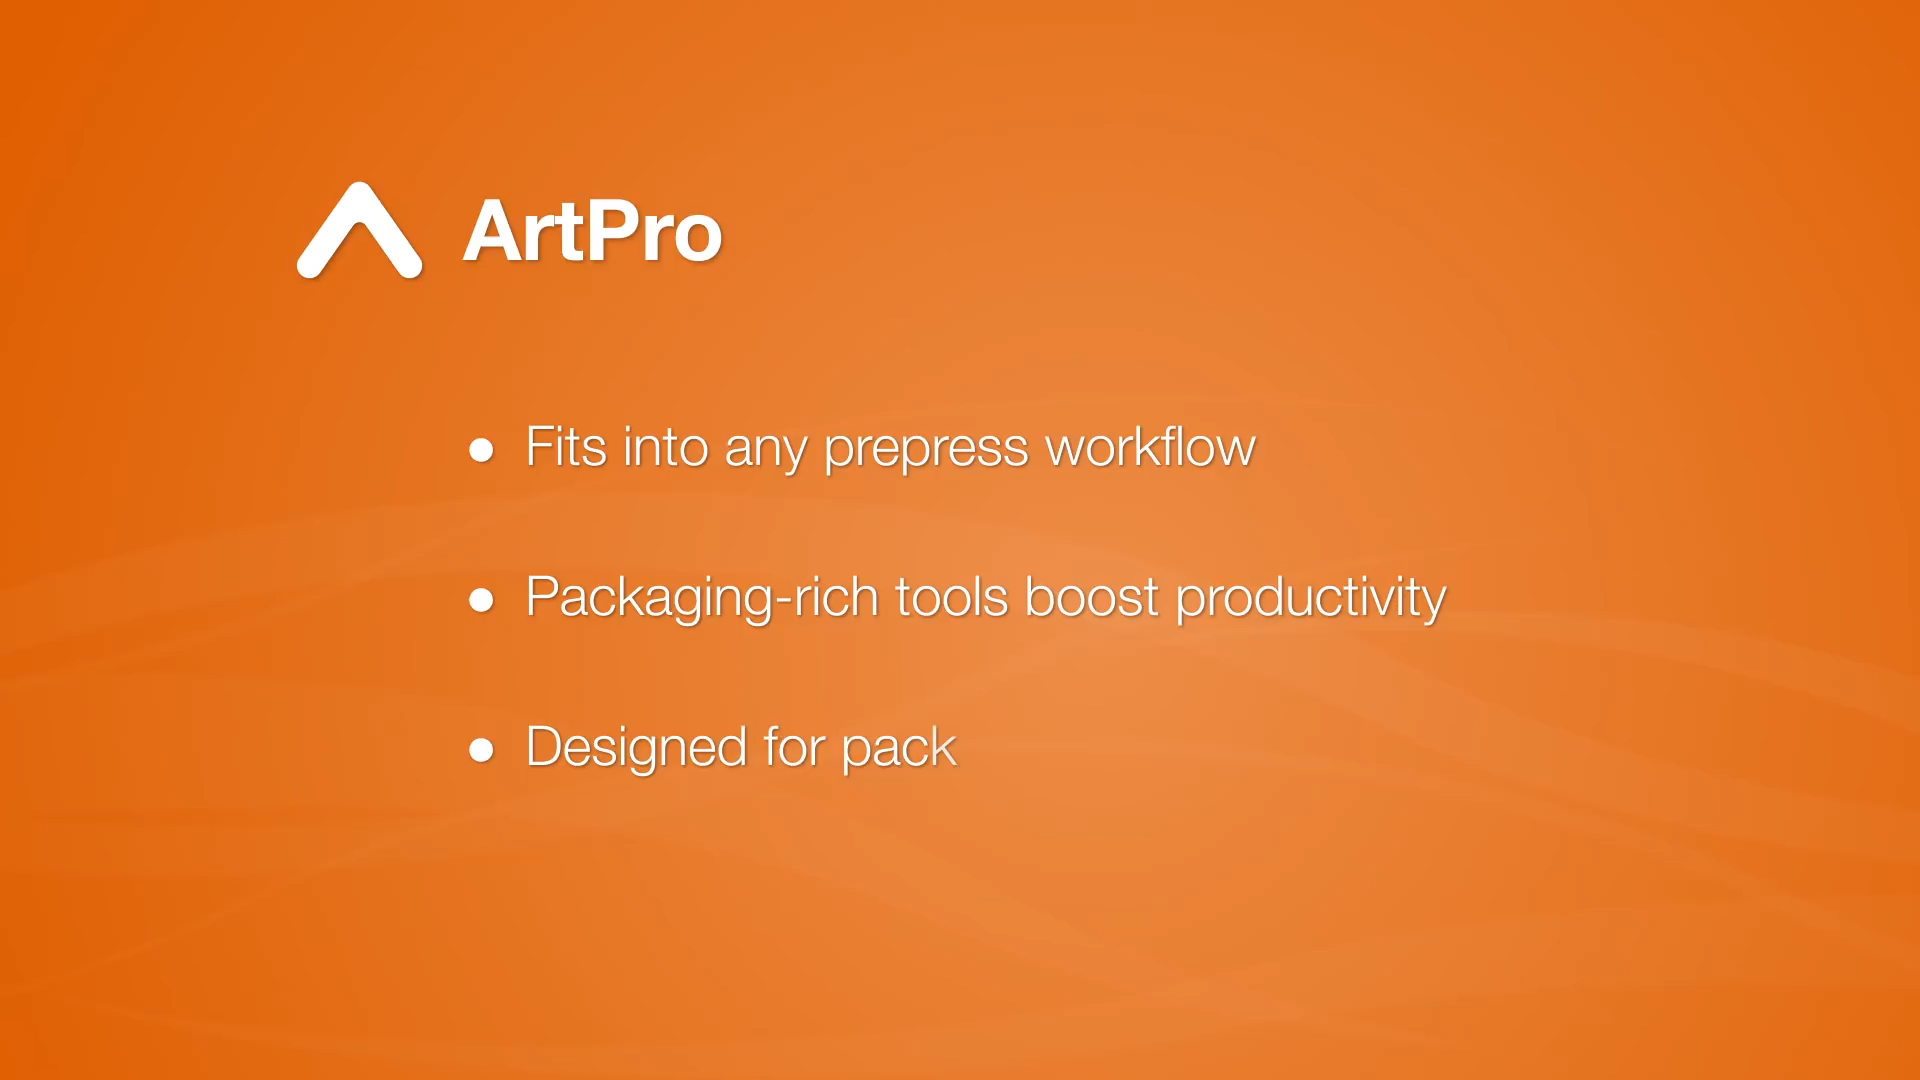 ArtPro
• Fits into any prepress workflow
• Packaging-rich tools boost productivity
• Designed for pack